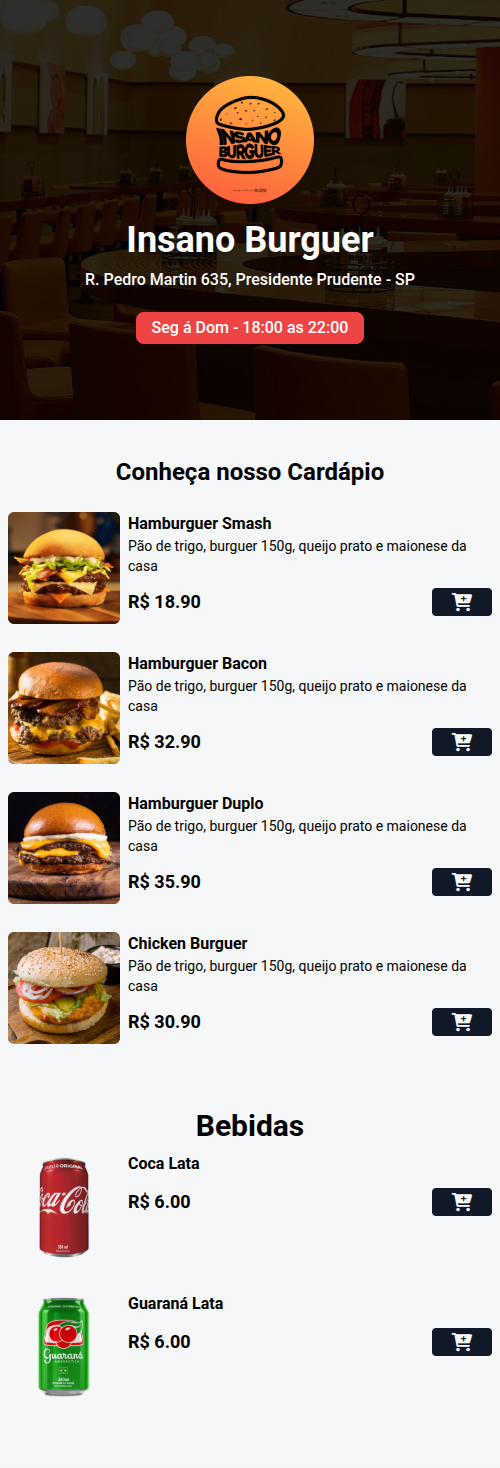 INSANO
BURGUER
Insano Burguer
R. Pedro Martin 635, Presidente Prudente - SP
Seg á Dom - 18:00 as 22:00
Conheça nosso Cardápio
Hamburguer Smash
Pão de trigo, burguer 150g, queijo prato e maionese da
casa
R$ 18.90
Hamburguer Bacon
Pão de trigo, burguer 150g, queijo prato e maionese da
casa
R$ 32.90
Hamburguer Duplo
Pão de trigo, burguer 150g, queijo prato e maionese da
casa
R$ 35.90
Chicken Burguer
Pão de trigo, burguer 150g, queijo prato e maionese da
casa
R$ 30.90
Bebidas
Coca Lata
R$ 6.00
Guaraná Lata
Guaraná
R$ 6.00